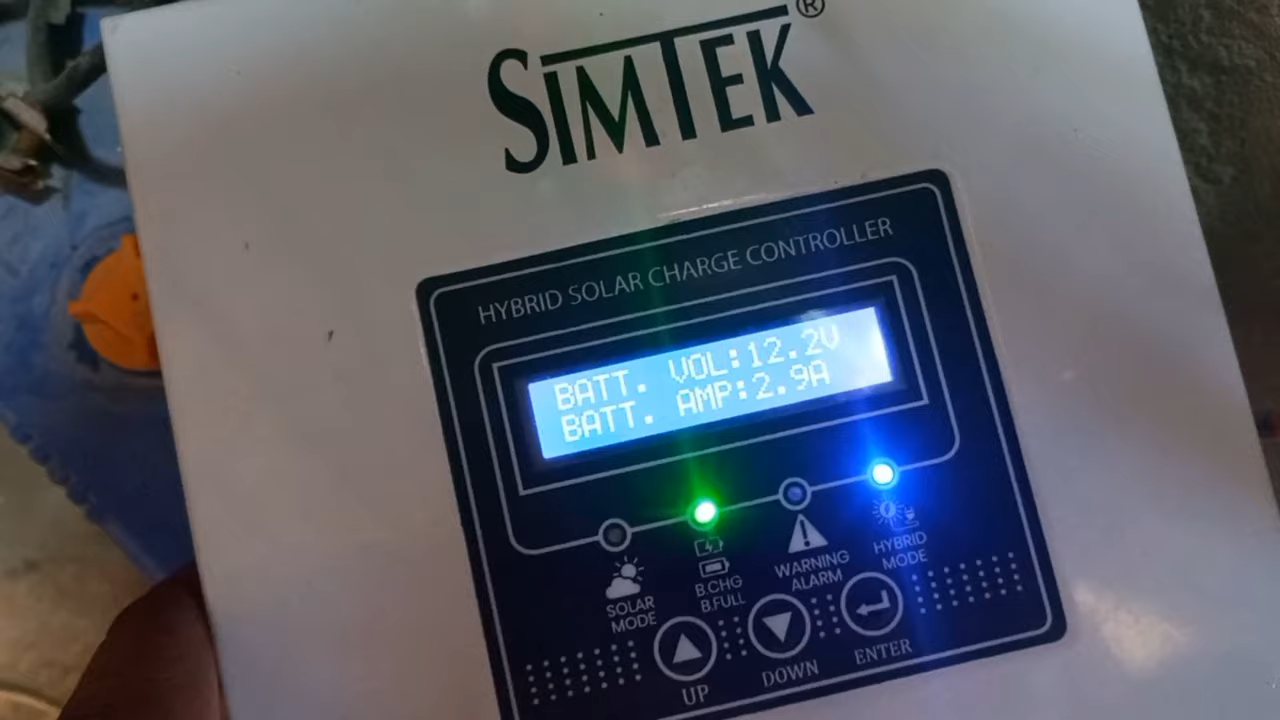 SIMTEK®
HYBRID SOLAR CHARGE CONTROLLER
BATT. VOL:12.2V
BATT. AMP:2.9A
SOLAR
MODE
B.CHG
B.FULL
WARNING
ALARM
HYBRID
MODE
UP
DOWN
ENTER